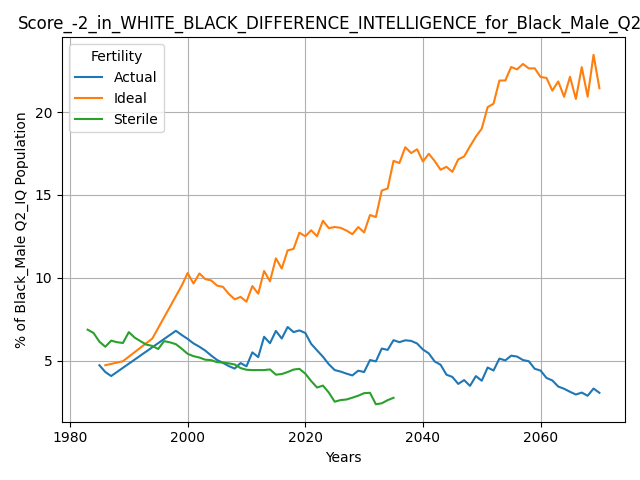 Score_-2_in_WHITE_BLACK_DIFFERENCE_INTELLIGENCE_for_Black_Male_Q2
Fertility
Actual
Ideal
Sterile
% of Black_Male Q2_IQ Population
20
15
10
5
1980 2000 2020 2040 2060
Years